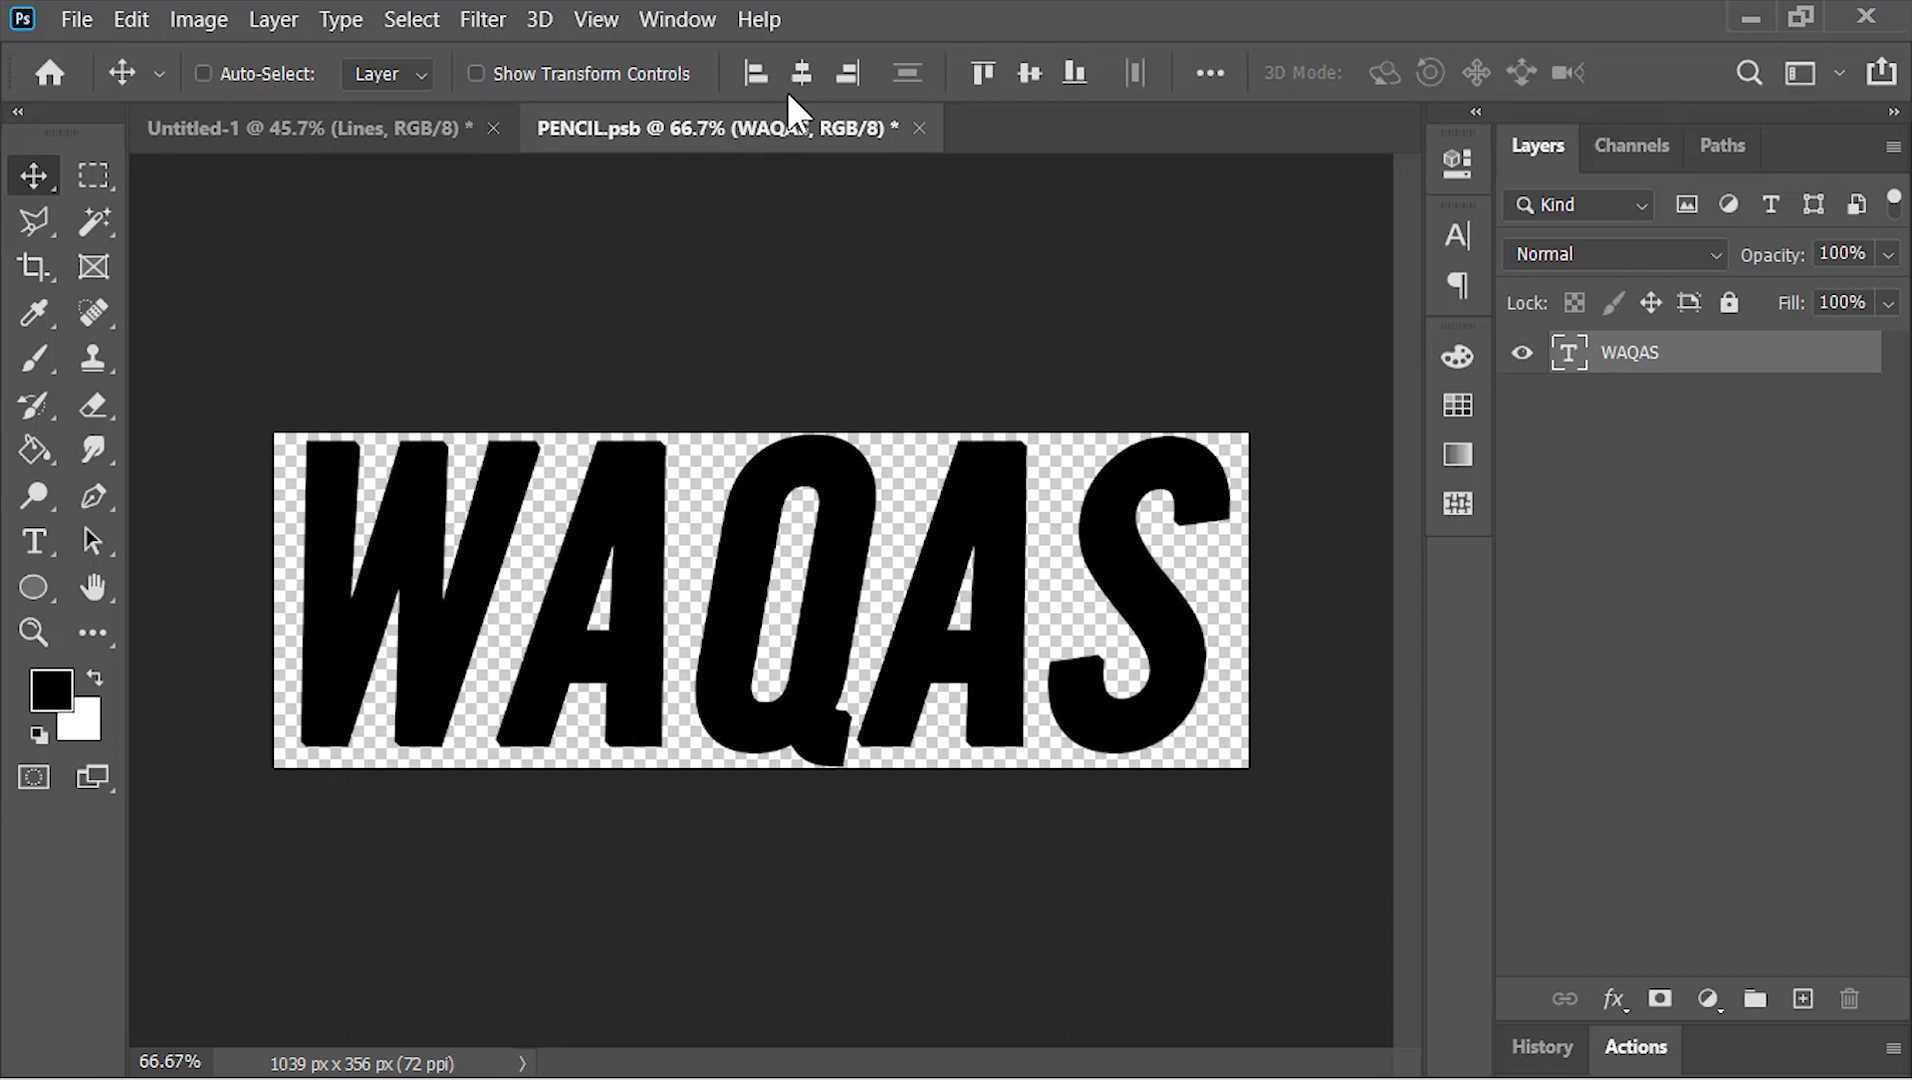 Ps File Edit Image Layer Type Select Filter 3D View Window Help
Auto-Select: Layer Show Transform Controls 3D Mode:
Untitled-1 @ 45.7% (Lines, RGB/8) * PENCIL.psb @ 66.7% (WAQAS, RGB/8) *
Layers Channels Paths
Kind
Normal Opacity: 100%
Lock: Fill: 100%
WAQAS
WAQAS
66.67% 1039 px x 356 px (72 ppi)
History Actions